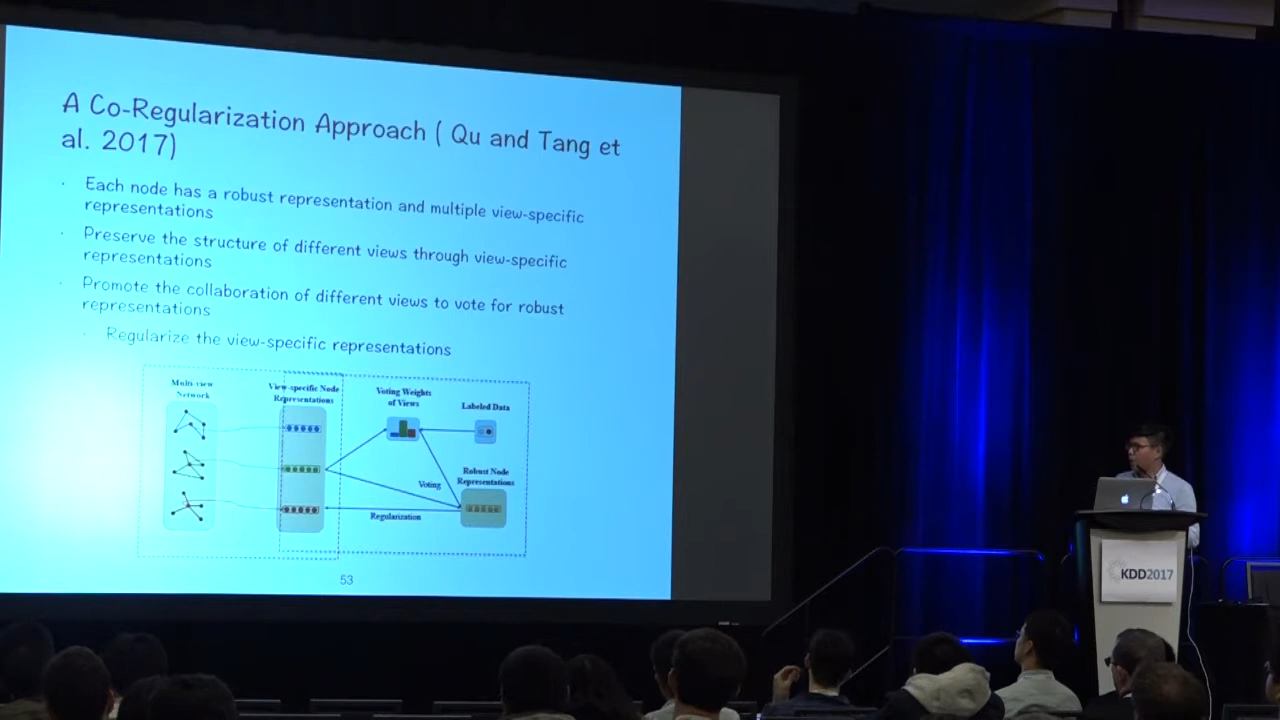 A Co-Regularization Approach ( Qu and Tang et
al. 2017)
· Each node has a robust representation and multiple view-specific
representations
· Preserve the structure of different views through view-specific
representations
· Promote the collaboration of different views to vote for robust
representations
· Regularize the view-specific representations
Multi-view
Network
View-specific Node
Representations
Voting Weights
of Views
Labeled Data
Robust Node
Representations
Voting
Regularization
53
KDD2017